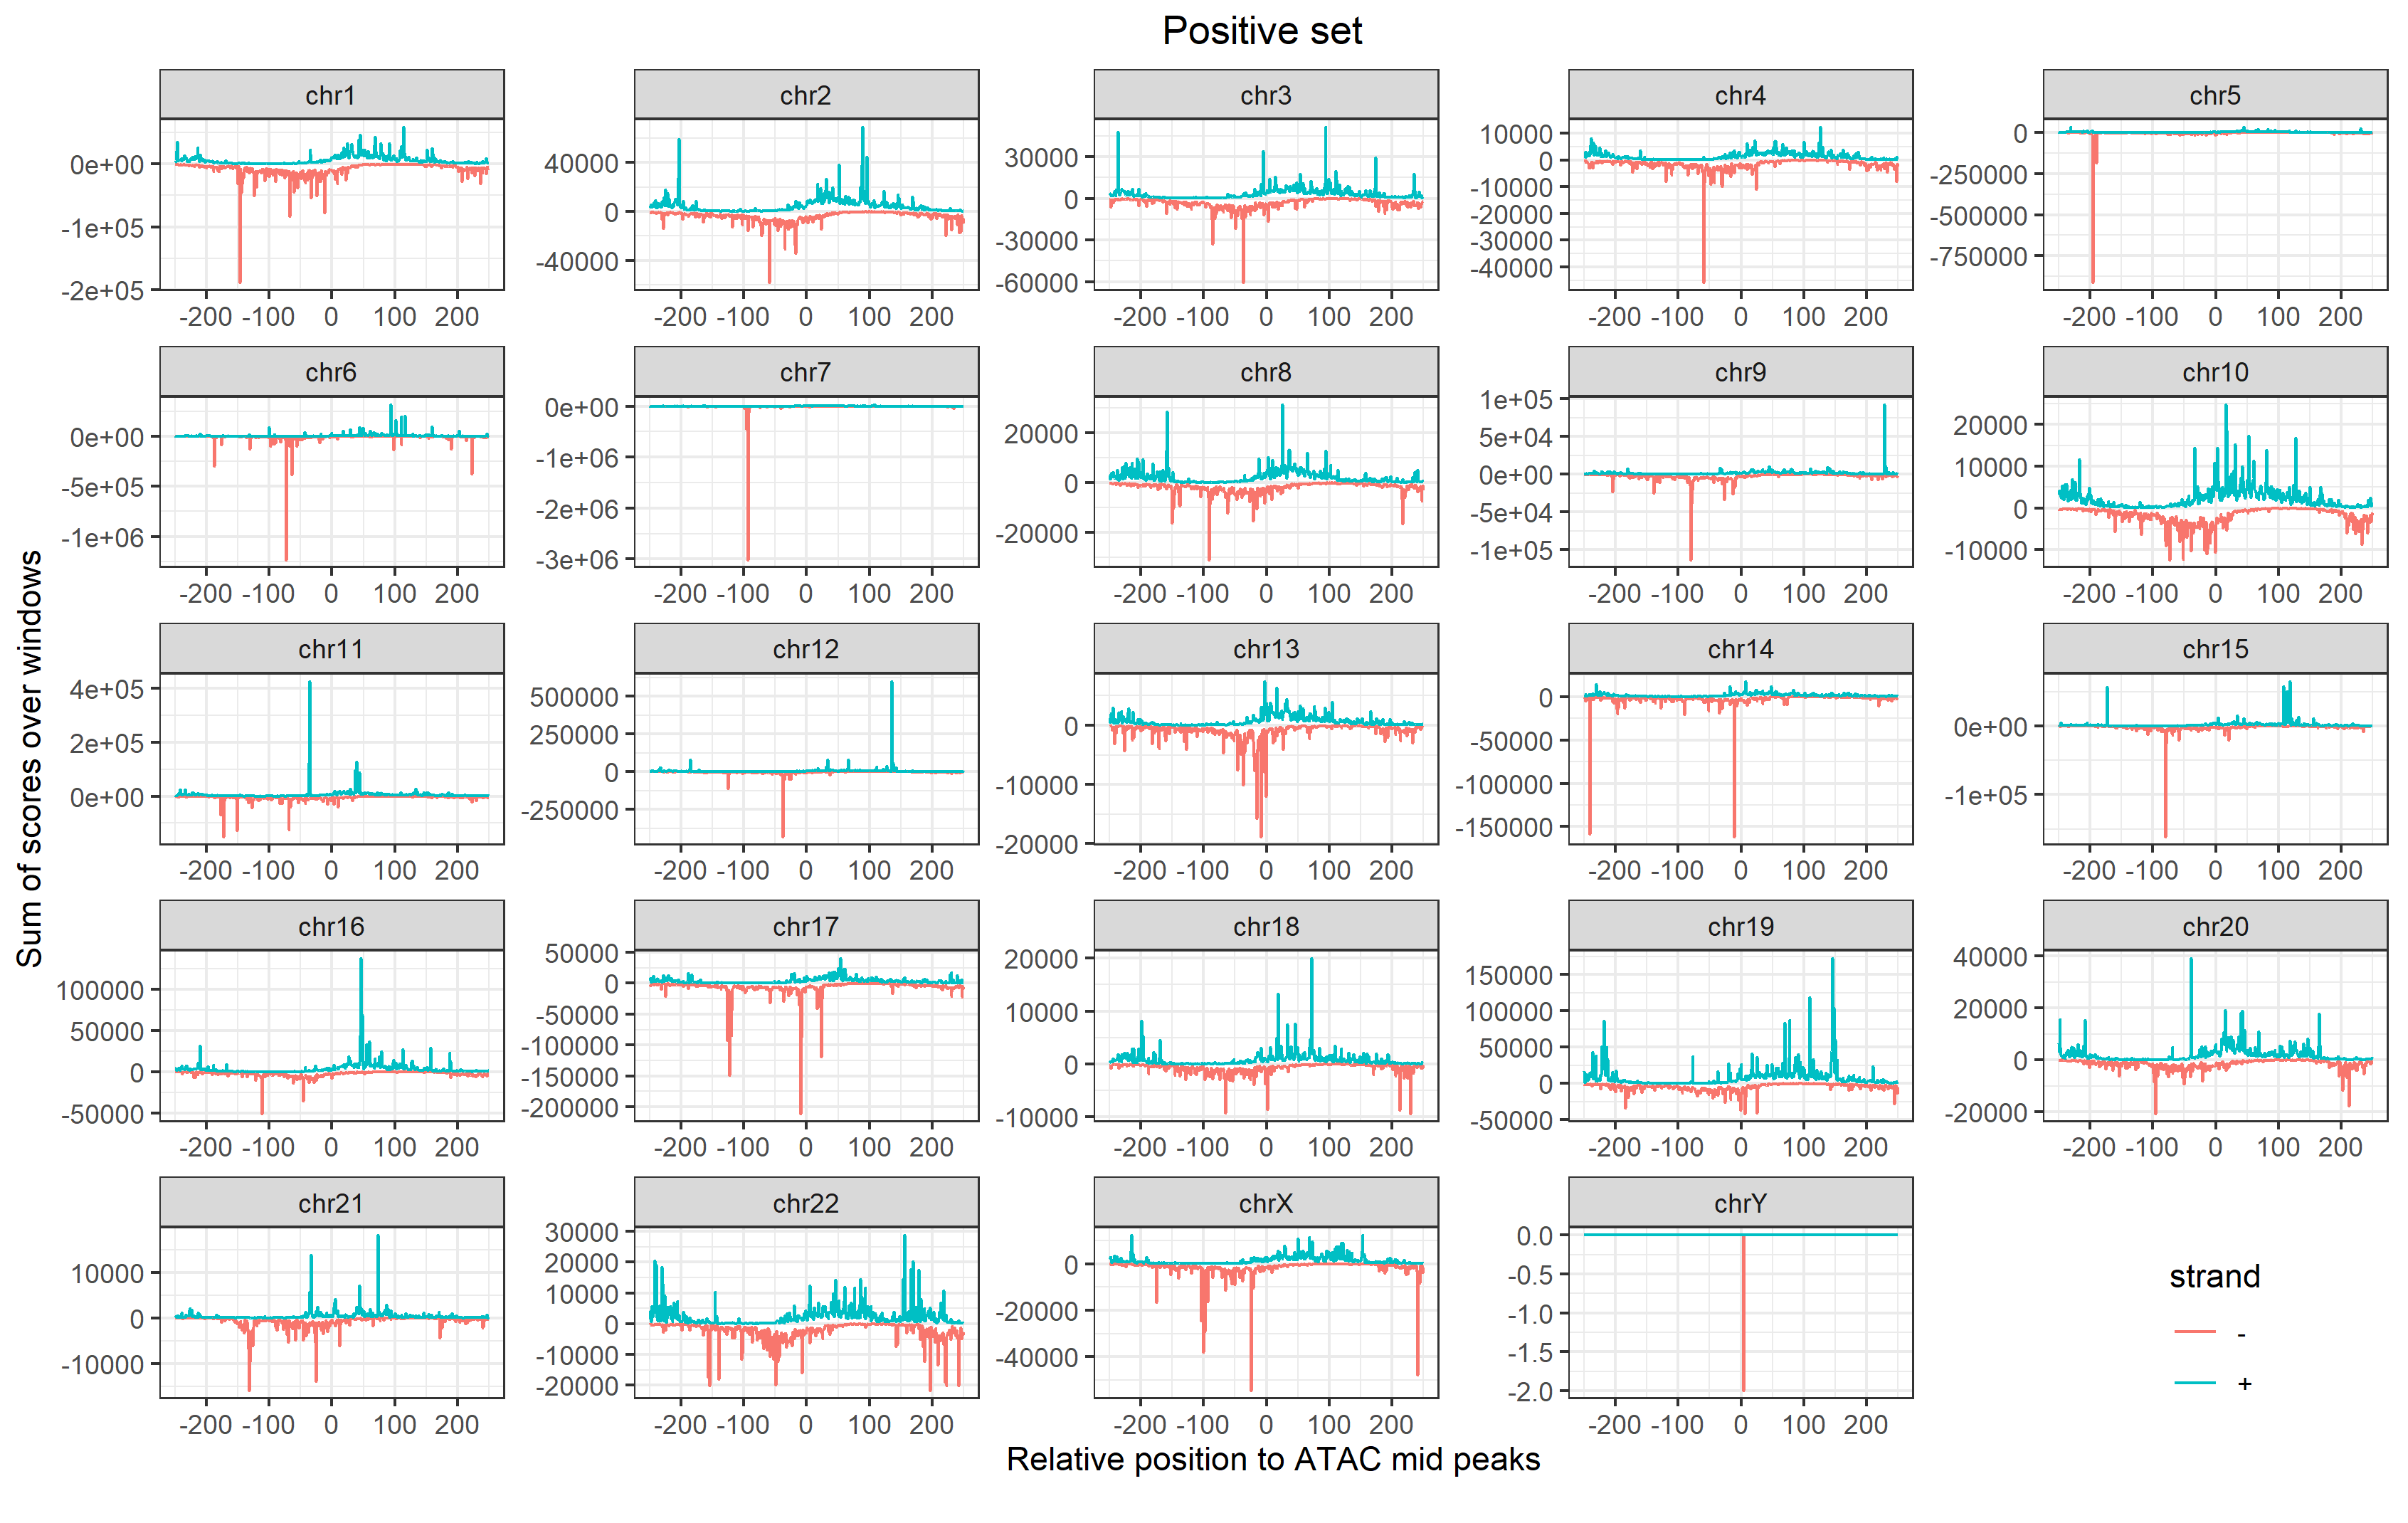 Positive set
chr1 chr2 chr3 chr4 chr5
0e+00 -1e+05 -2e+05
40000 0 -40000
30000 0 -30000 -60000
10000 0 -10000 -20000 -30000 -40000
0 -250000 -500000 -750000
-200 -100 0 100 200 -200 -100 0 100 200 -200 -100 0 100 200 -200 -100 0 100 200 -200 -100 0 100 200
chr6 chr7 chr8 chr9 chr10
0e+00 -5e+05 -1e+06
0e+00 -1e+06 -2e+06 -3e+06
20000 0 -20000
1e+05 5e+04 0e+00 -5e+04 -1e+05
20000 10000 0 -10000
-200 -100 0 100 200 -200 -100 0 100 200 -200 -100 0 100 200 -200 -100 0 100 200 -200 -100 0 100 200
chr11 chr12 chr13 chr14 chr15
4e+05 2e+05 0e+00
500000 250000 0 -250000
0 -10000 -20000
0 -50000 -100000 -150000
0e+00 -1e+05
-200 -100 0 100 200 -200 -100 0 100 200 -200 -100 0 100 200 -200 -100 0 100 200 -200 -100 0 100 200
chr16 chr17 chr18 chr19 chr20
100000 50000 0 -50000
50000 0 -50000 -100000 -150000 -200000
20000 10000 0 -10000
150000 100000 50000 0 -50000
40000 20000 0 -20000
-200 -100 0 100 200 -200 -100 0 100 200 -200 -100 0 100 200 -200 -100 0 100 200 -200 -100 0 100 200
chr21 chr22 chrX chrY
10000 0 -10000
30000 20000 10000 0 -10000 -20000
0 -20000 -40000
0.0 -0.5 -1.0 -1.5 -2.0
-200 -100 0 100 200 -200 -100 0 100 200 -200 -100 0 100 200 -200 -100 0 100 200
Sum of scores over windows
Relative position to ATAC mid peaks
strand
-
+